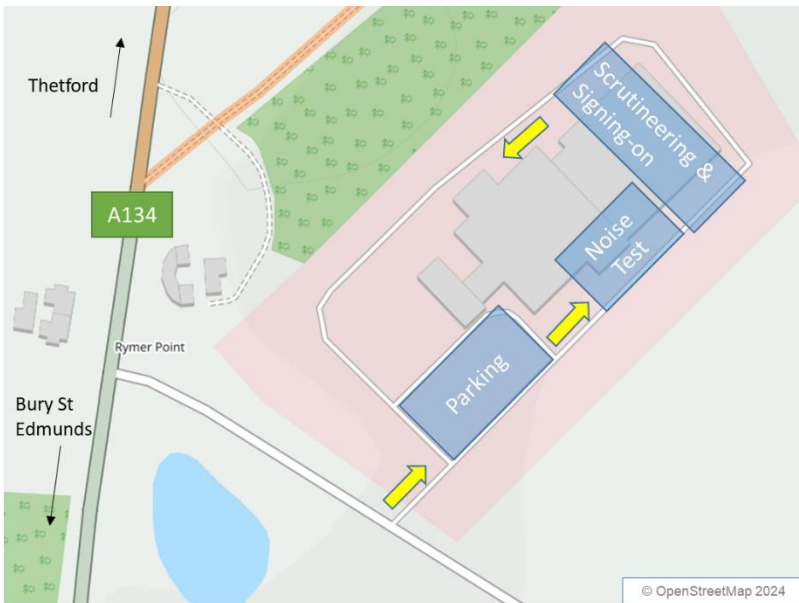 Thetford
A134
Rymer Point
Bury St
Edmunds
Scrutineering &
Signing-on
Noise
Test
Parking
© OpenStreetMap 2024